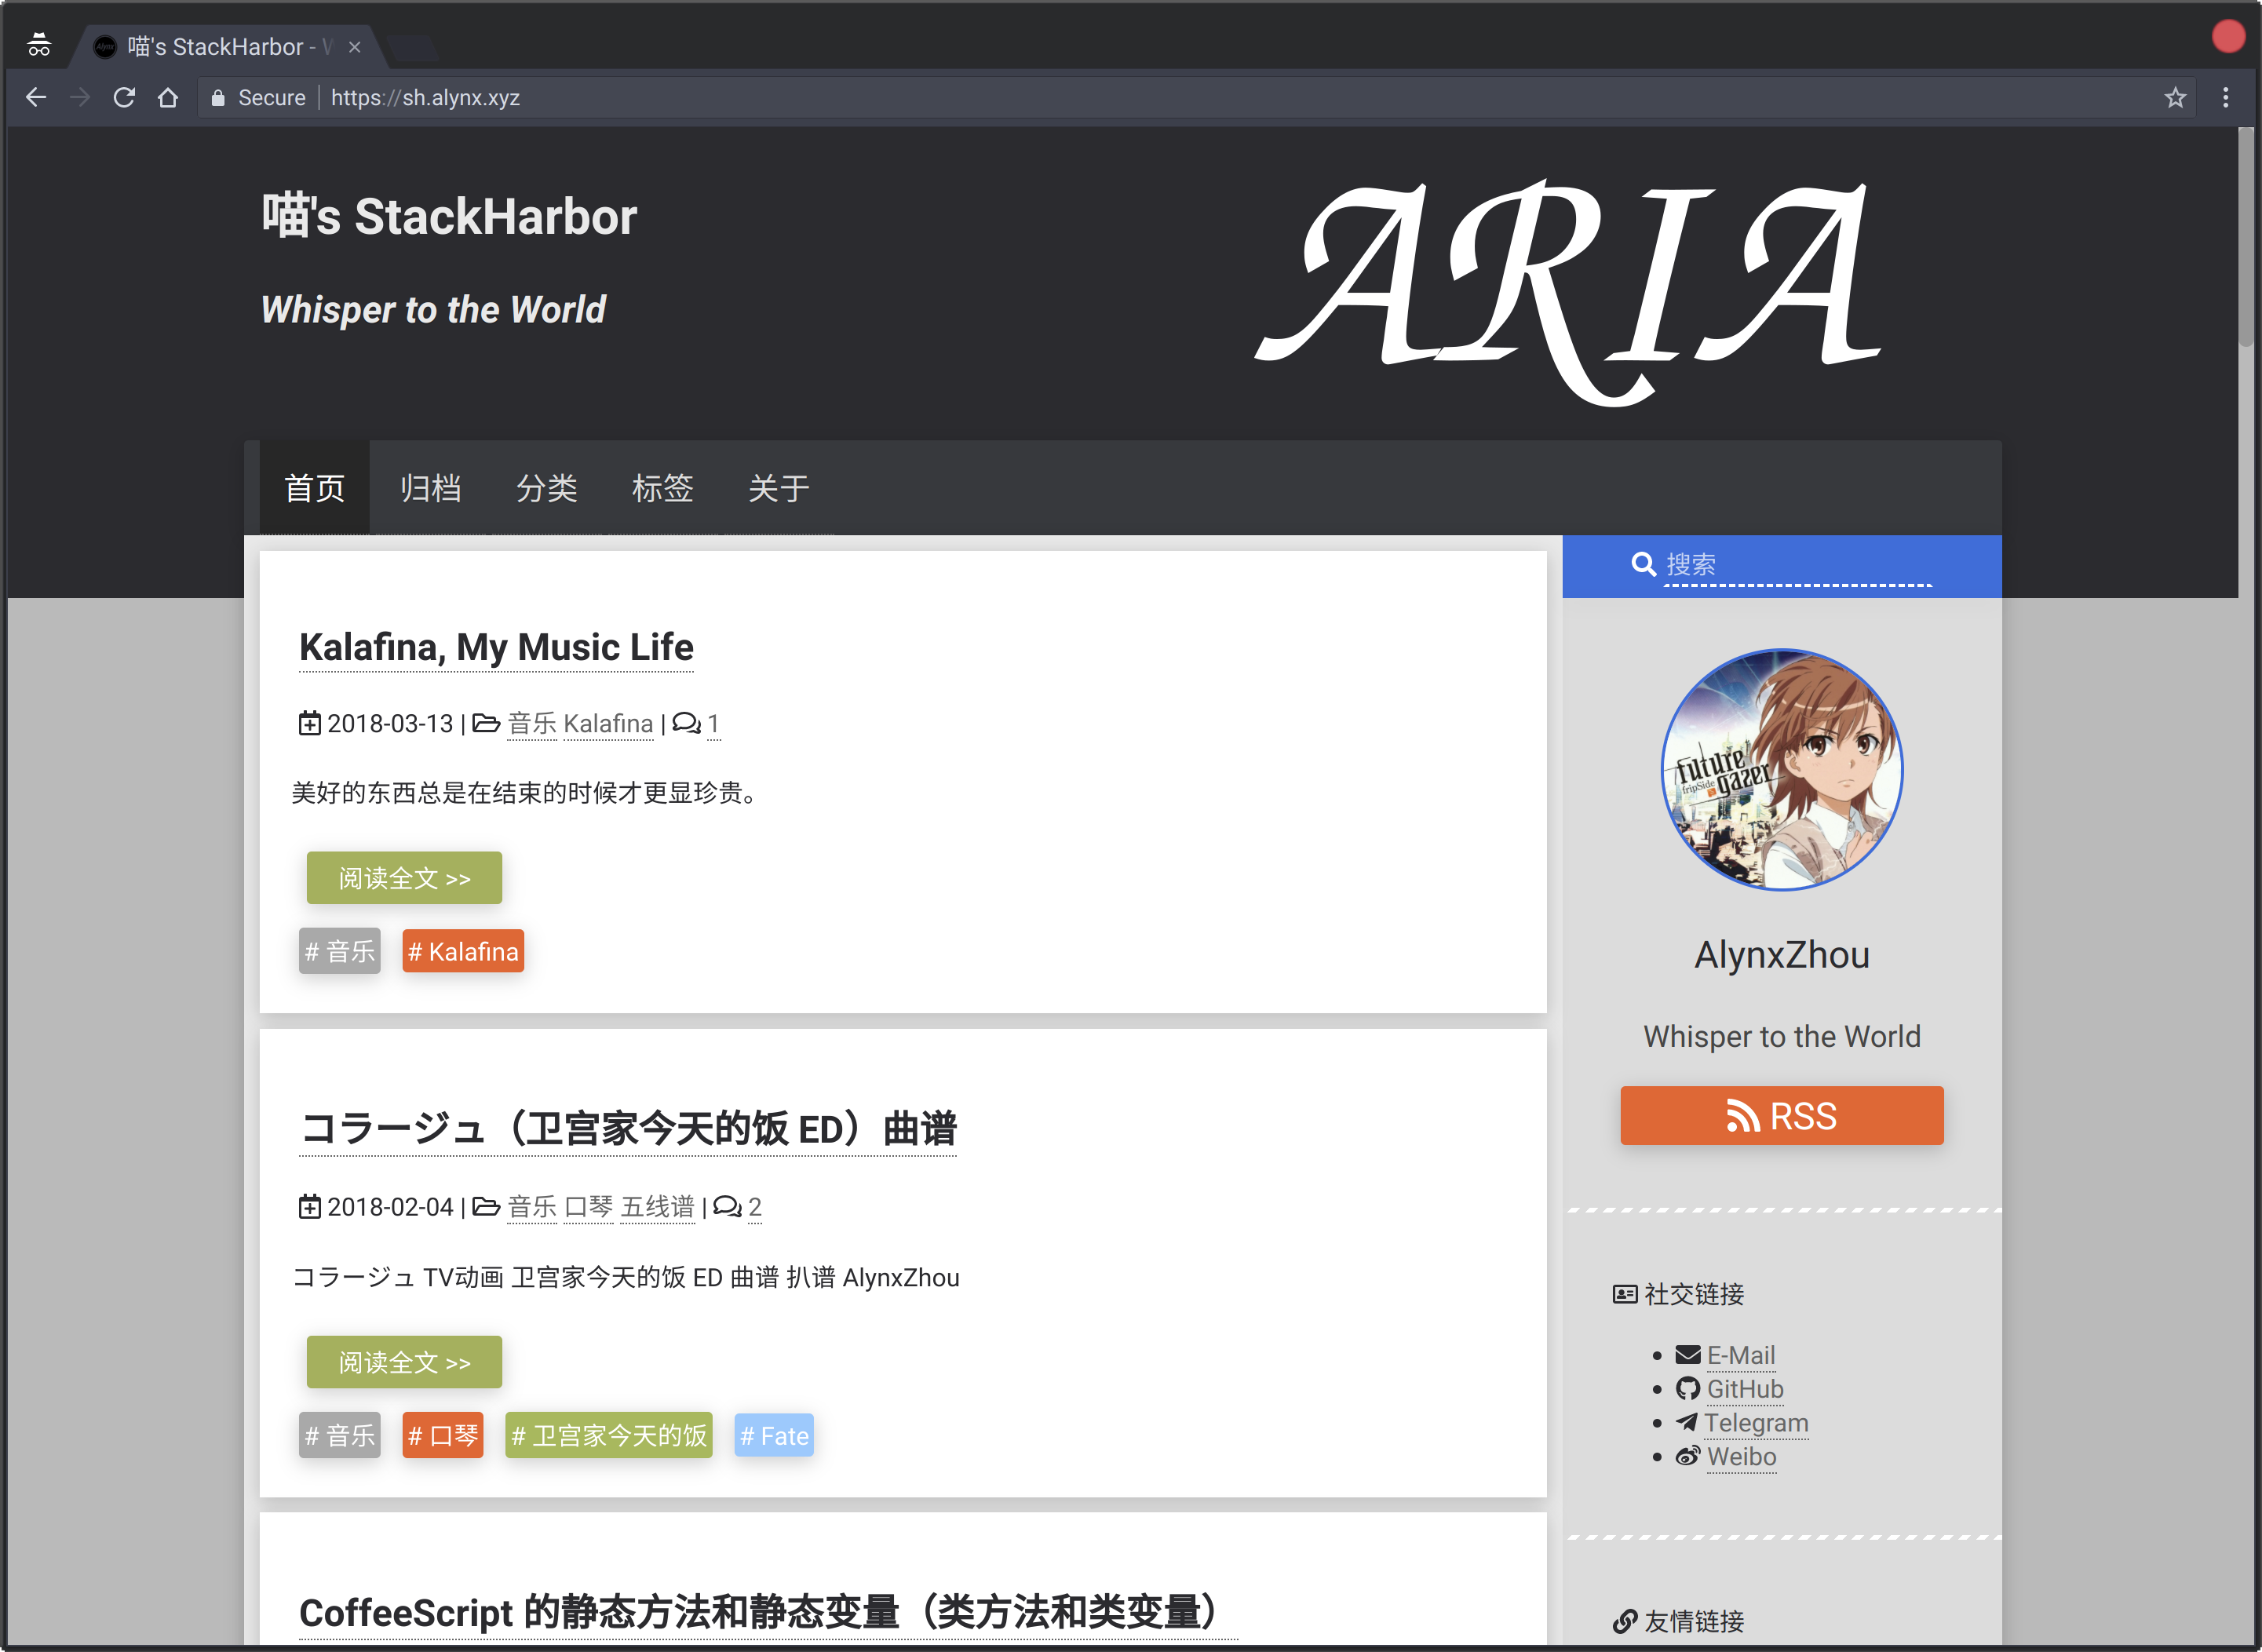 喵's StackHarbor - W
Secure | https://sh.alynx.xyz
喵's StackHarbor
Whisper to the World
ARIA
首页 归档 分类 标签 关于
搜索
Kalafina, My Music Life
2018-03-13 | 音乐 Kalafina | 1
美好的东西总是在结束的时候才更显珍贵。
阅读全文 >>
# 音乐 # Kalafina
コラージュ（卫宫家今天的饭 ED）曲谱
2018-02-04 | 音乐 口琴 五线谱 | 2
コラージュ TV动画 卫宫家今天的饭 ED 曲谱 扒谱 AlynxZhou
阅读全文 >>
# 音乐 # 口琴 # 卫宫家今天的饭 # Fate
CoffeeScript 的静态方法和静态变量（类方法和类变量）
future
gazer
fripSide
AlynxZhou
Whisper to the World
RSS
社交链接
E-Mail
GitHub
Telegram
Weibo
友情链接